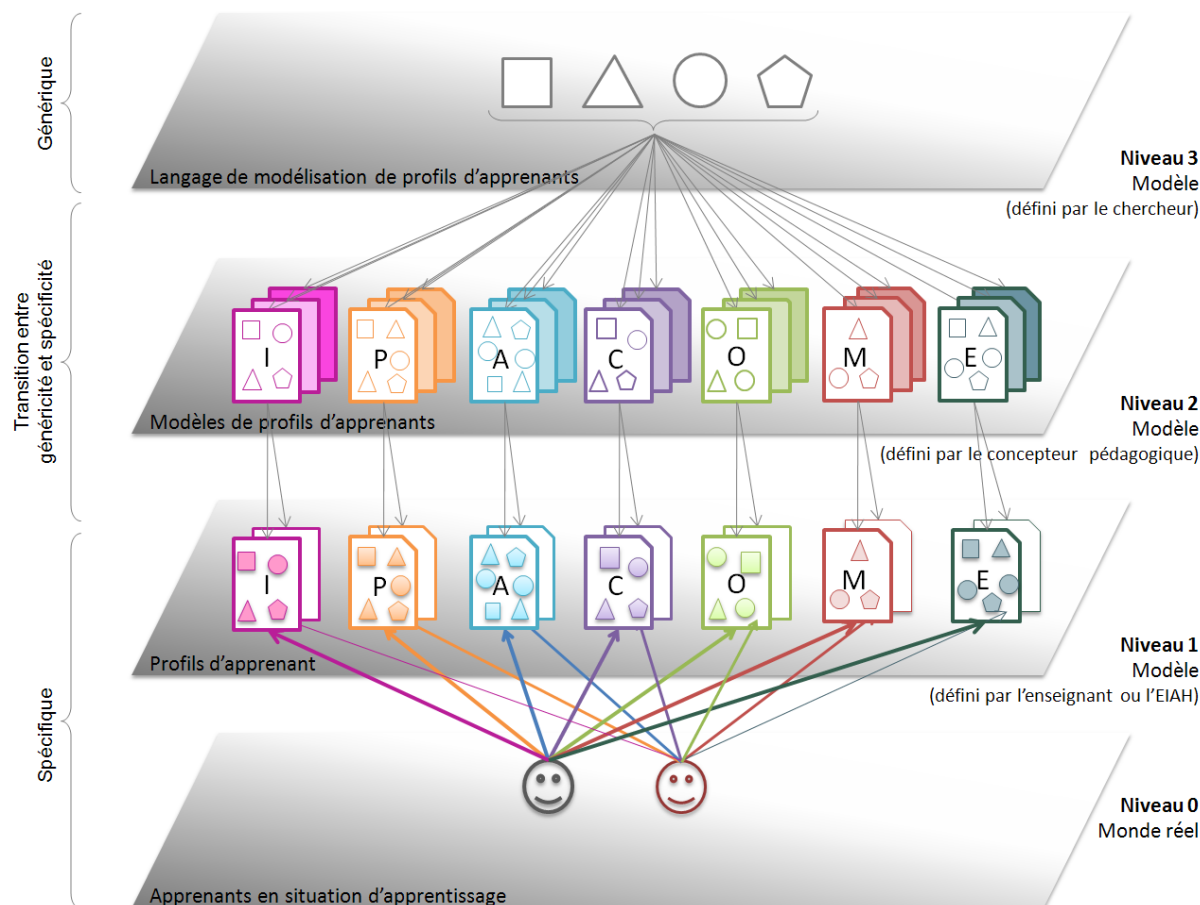 Générique
Langage de modélisation de profils d'apprenants
Niveau 3
Modèle
(défini par le chercheur)
Transition entre
généricité et spécificité
I P A C O M E
Modèles de profils d'apprenants
Niveau 2
Modèle
(défini par le concepteur pédagogique)
I P A C O M E
Profils d'apprenant
Niveau 1
Modèle
(défini par l'enseignant ou l'EIAH)
Spécifique
Niveau 0
Monde réel
Apprenants en situation d'apprentissage